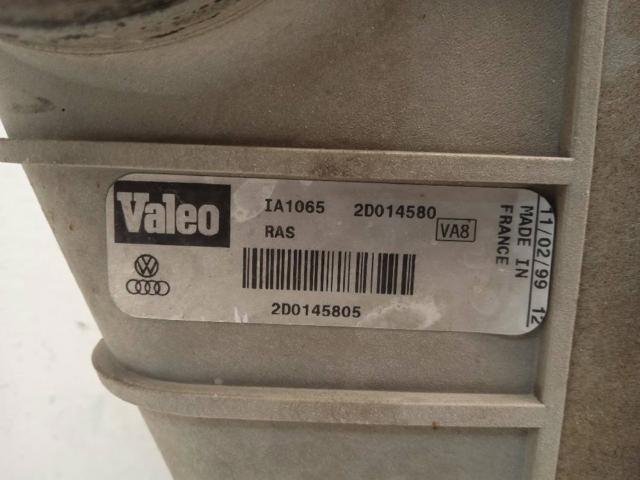 Valeo
IA1065 2D014580
RAS VA8
2D0145805
MADE IN
FRANCE
11/02/99 12